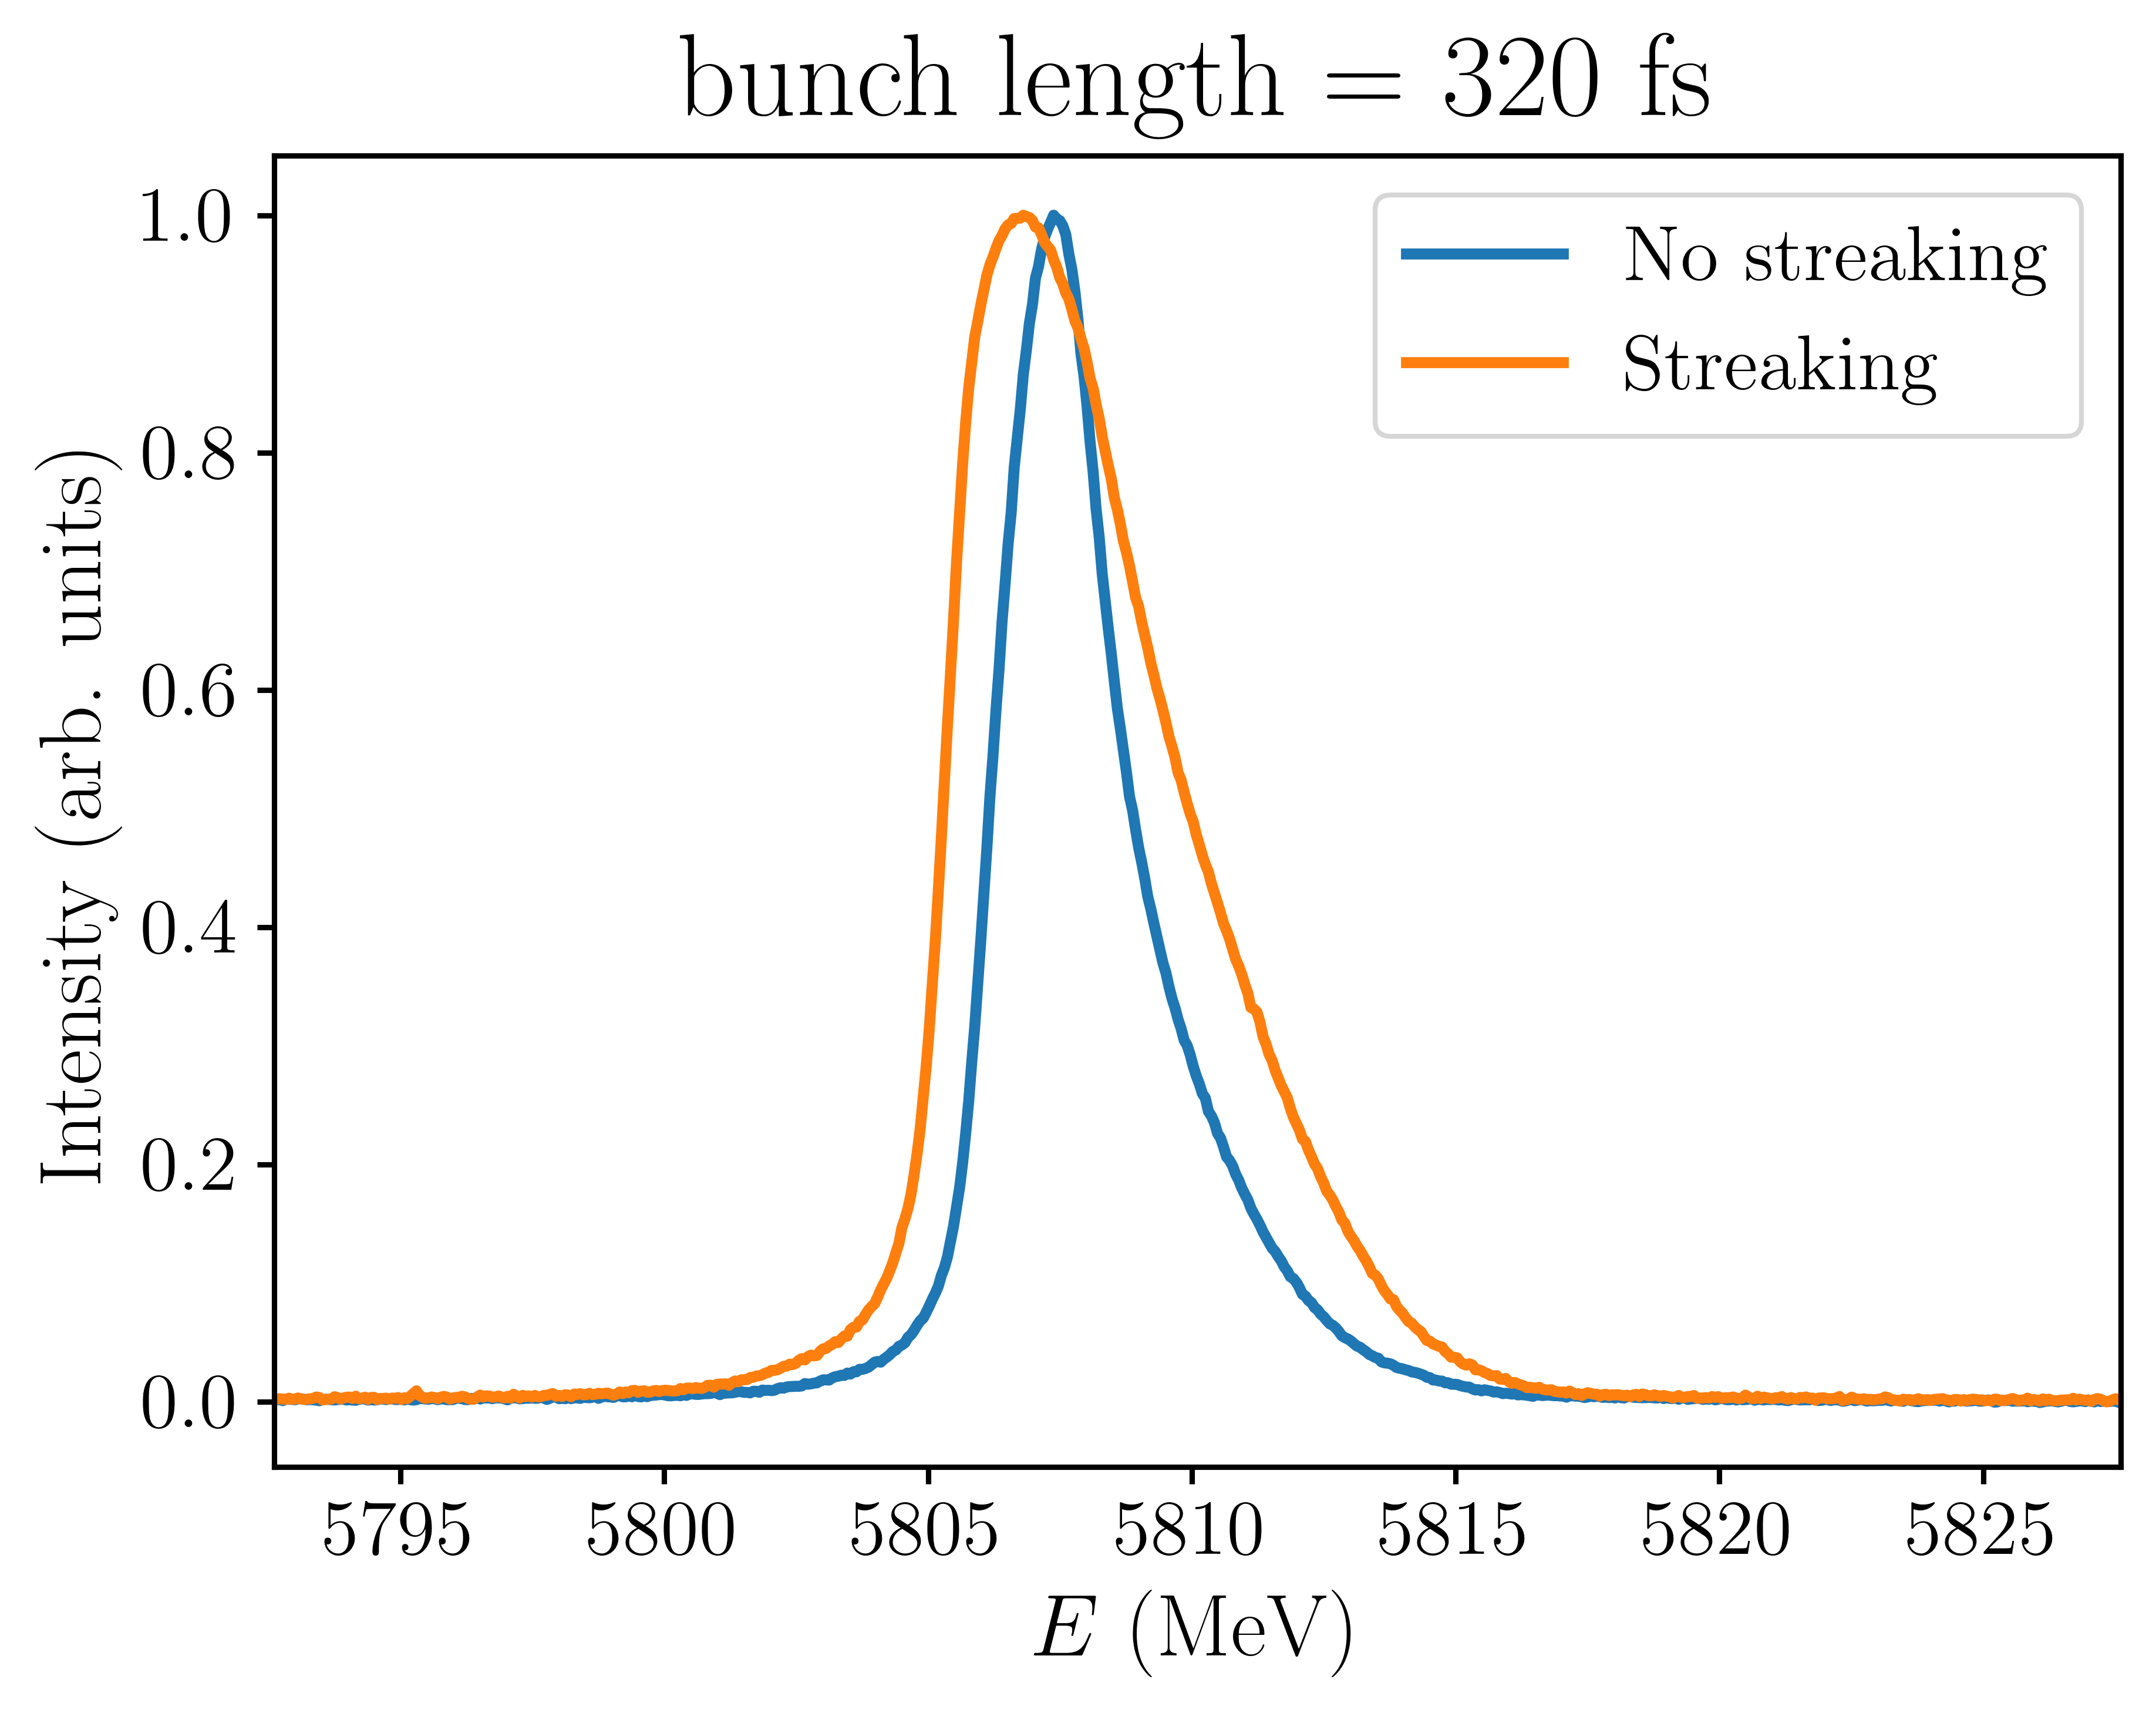 bunch length = 320 fs
No streaking
Streaking
Intensity (arb. units)
1.0
0.8
0.6
0.4
0.2
0.0
5795 5800 5805 5810 5815 5820 5825
E (MeV)